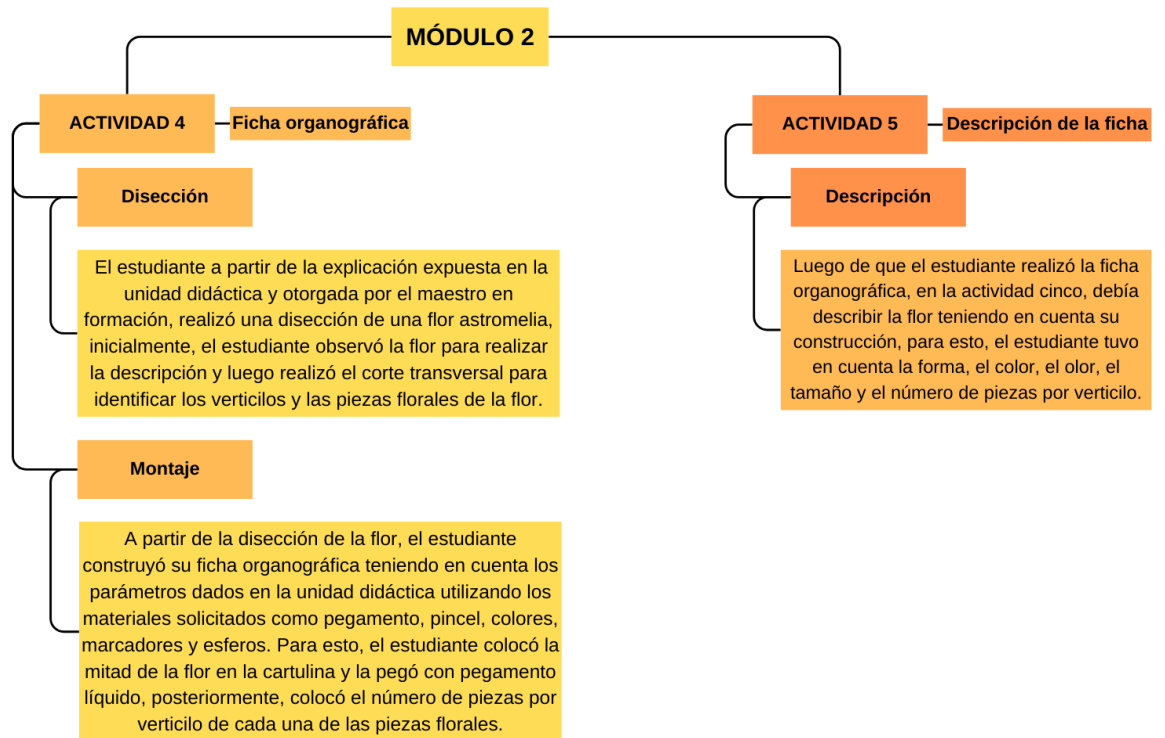 MÓDULO 2
ACTIVIDAD 4
Ficha organográfica
Disección
El estudiante a partir de la explicación expuesta en la
unidad didáctica y otorgada por el maestro en
formación, realizó una disección de una flor astromelia,
inicialmente, el estudiante observó la flor para realizar
la descripción y luego realizó el corte transversal para
identificar los verticilos y las piezas florales de la flor.
Montaje
A partir de la disección de la flor, el estudiante
construyó su ficha organográfica teniendo en cuenta los
parámetros dados en la unidad didáctica utilizando los
materiales solicitados como pegamento, pincel, colores,
marcadores y esferos. Para esto, el estudiante colocó la
mitad de la flor en la cartulina y la pegó con pegamento
líquido, posteriormente, colocó el número de piezas por
verticilo de cada una de las piezas florales.
ACTIVIDAD 5
Descripción de la ficha
Descripción
Luego de que el estudiante realizó la ficha
organográfica, en la actividad cinco, debía
describir la flor teniendo en cuenta su
construcción, para esto, el estudiante tuvo
en cuenta la forma, el color, el olor, el
tamaño y el número de piezas por verticilo.